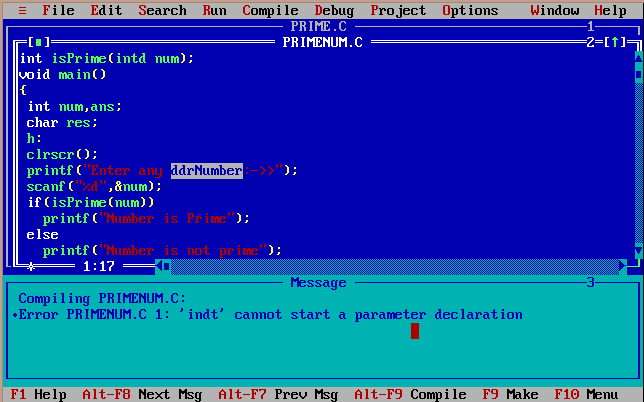 ≡ File Edit Search Run Compile Debug Project Options Window Help
PRIME.C 1
[■] PRIMENUM.C 2=[↑]
int isPrime(intd num);
void main()
{
int num,ans;
char res;
h:
clrscr();
printf("Enter any ddrNumber:->>");
scanf("%d",&num);
if(isPrime(num))
printf("Number is Prime");
else
printf("Number is not prime");
1:17
Message 3
Compiling PRIMENUM.C:
•Error PRIMENUM.C 1: 'indt' cannot start a parameter declaration
F1 Help Alt-F8 Next Msg Alt-F7 Prev Msg Alt-F9 Compile F9 Make F10 Menu